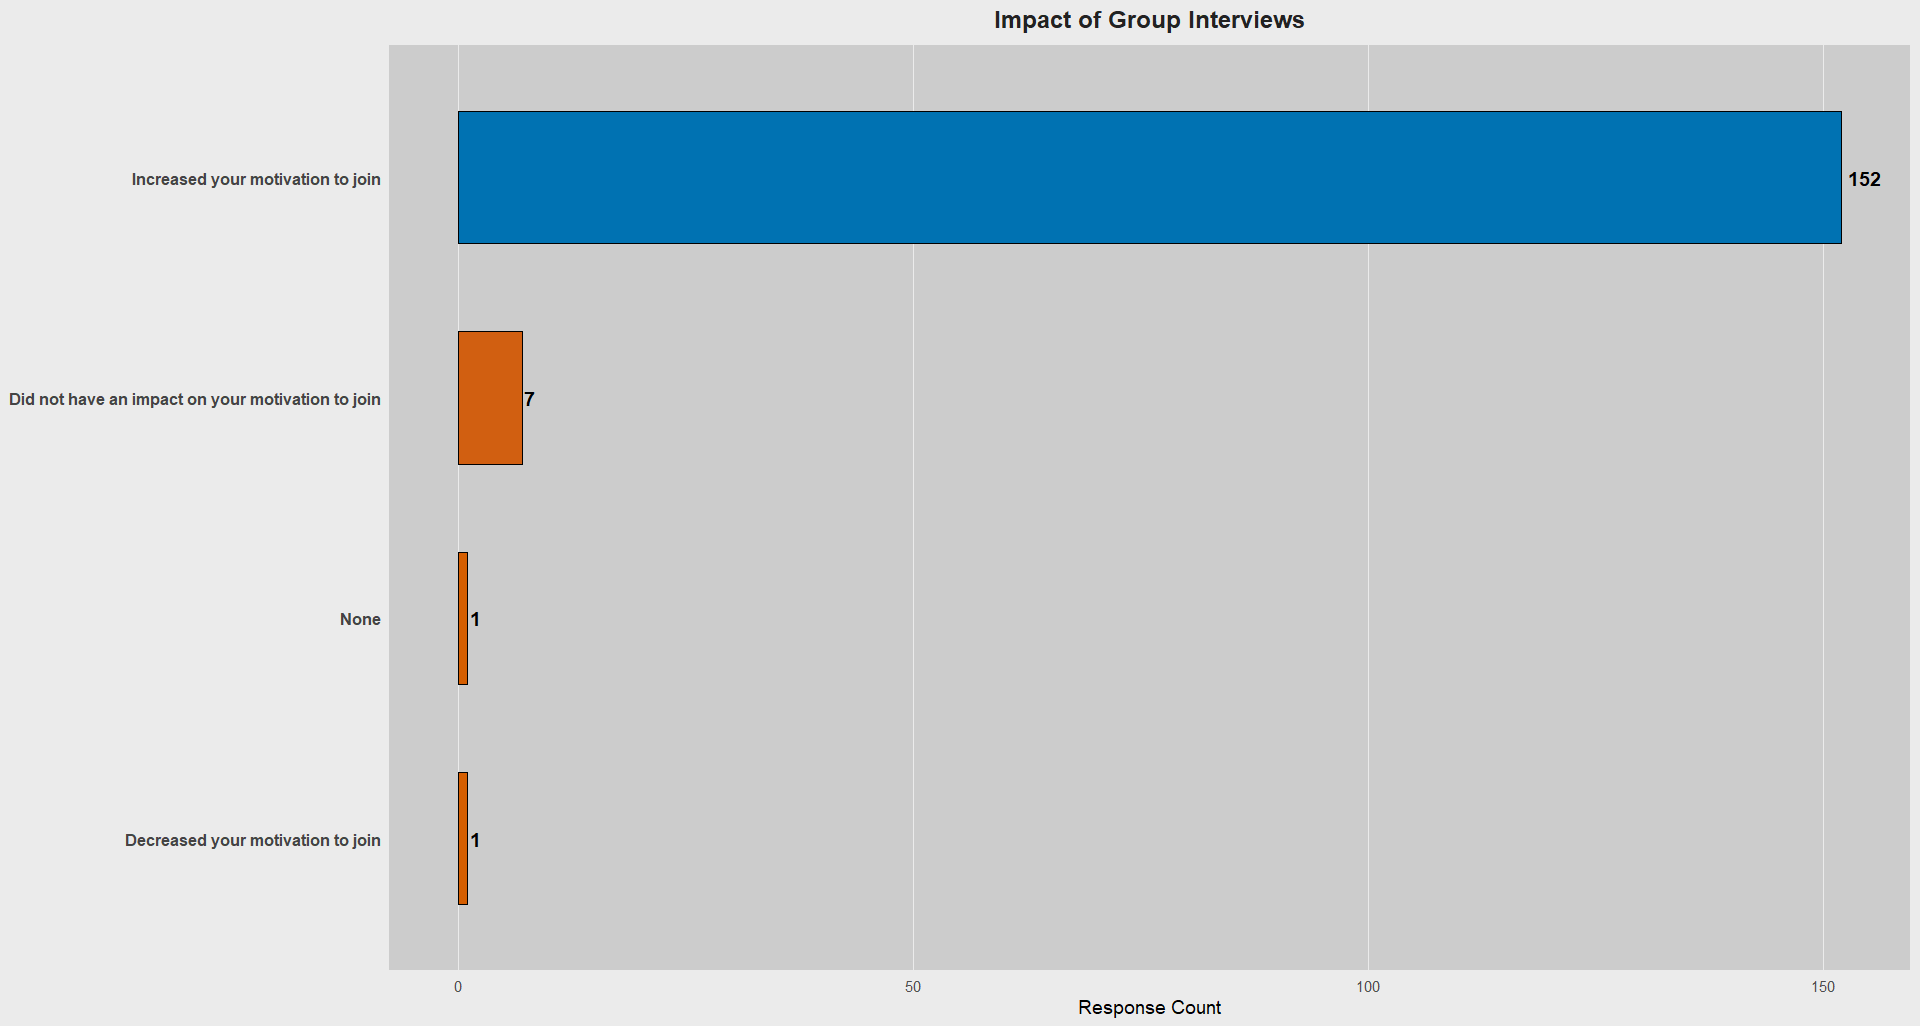 Impact of Group Interviews
Increased your motivation to join
152
Did not have an impact on your motivation to join
7
None
1
Decreased your motivation to join
1
0
50
100
150
Response Count